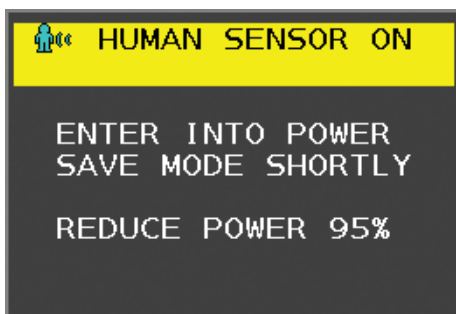 HUMAN SENSOR ON
ENTER INTO POWER
SAVE MODE SHORTLY
REDUCE POWER 95%